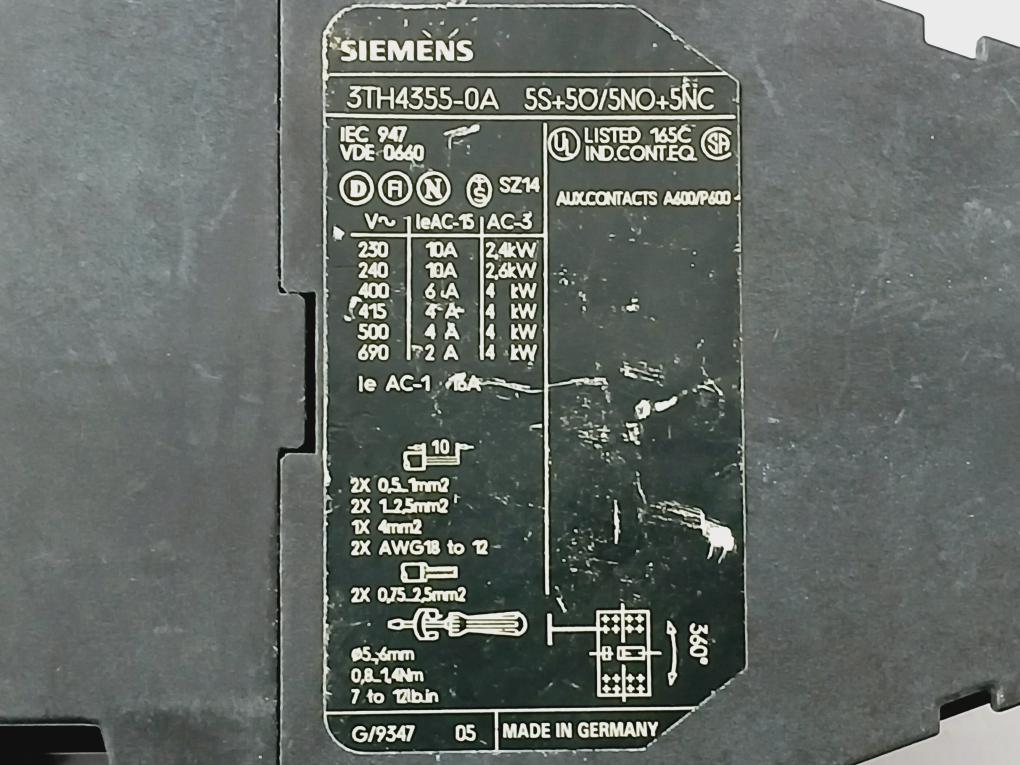 SIEMENS
3TH4355-0A 5S+5Ö/5NO+5NC
IEC 947
VDE 0660
UL LISTED 165C SA
IND.CONT.EQ.
D FI N +S SZ14
AUX.CONTACTS A600/P600
V~ IeAC-15 AC-3
230 10A 2,4kW
240 10A 2,6kW
400 6 A 4 kW
415 4 A 4 kW
500 4 A 4 kW
690 2 A 4 kW
Ie AC-1 16A
10
2X 0,5...1mm2
2X 1...2,5mm2
1X 4mm2
2X AWG18 to 12
2X 0,75...2,5mm2
360°
ø5...6mm
0,8...1,4Nm
7 to 12lb.in
G/9347 05 MADE IN GERMANY